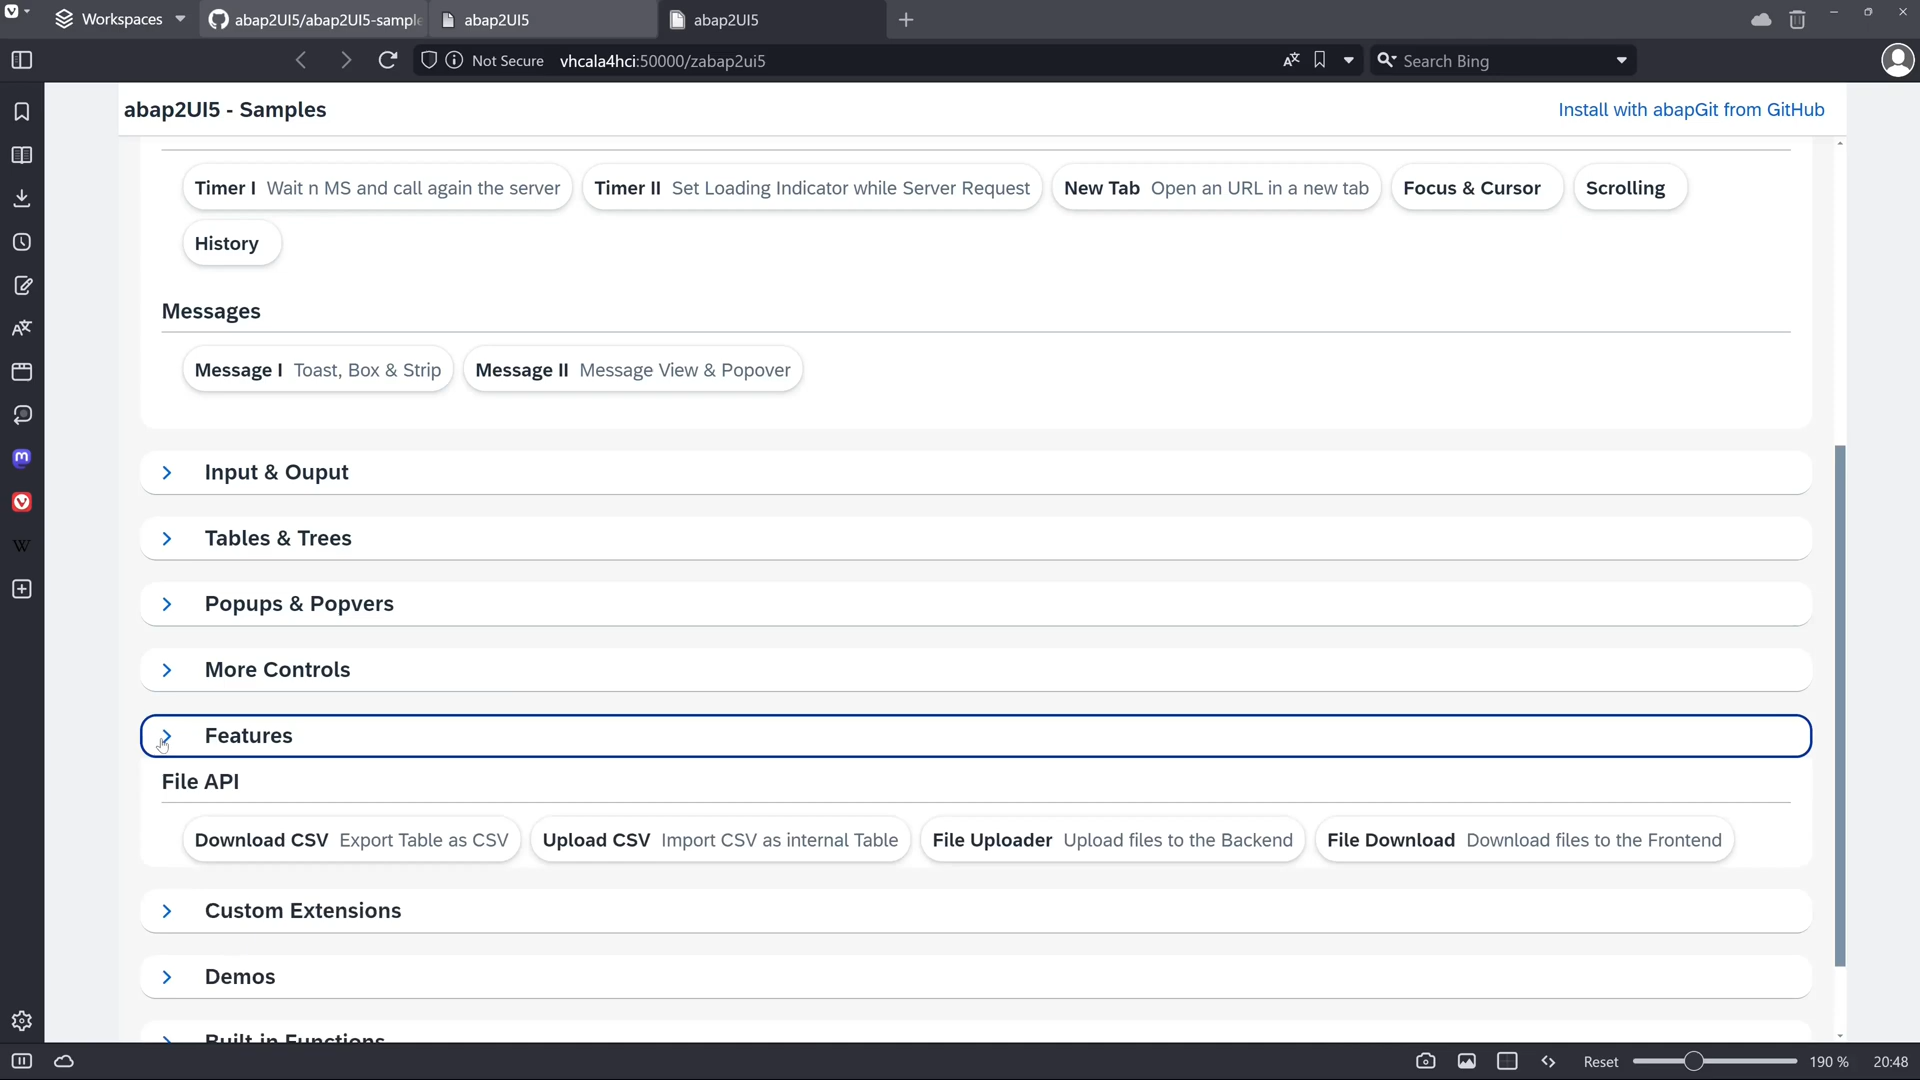 Workspaces
abap2UI5/abap2UI5-sample
abap2UI5
abap2UI5
Not Secure vhcala4hci:50000/zabap2ui5
Search Bing
abap2UI5 - Samples
Install with abapGit from GitHub
Timer I Wait n MS and call again the server
Timer II Set Loading Indicator while Server Request
New Tab Open an URL in a new tab
Focus & Cursor
Scrolling
History
Messages
Message I Toast, Box & Strip
Message II Message View & Popover
Input & Ouput
Tables & Trees
Popups & Popvers
More Controls
Features
File API
Download CSV Export Table as CSV
Upload CSV Import CSV as internal Table
File Uploader Upload files to the Backend
File Download Download files to the Frontend
Custom Extensions
Demos
Built-in Functions
Reset
190 %
20:48